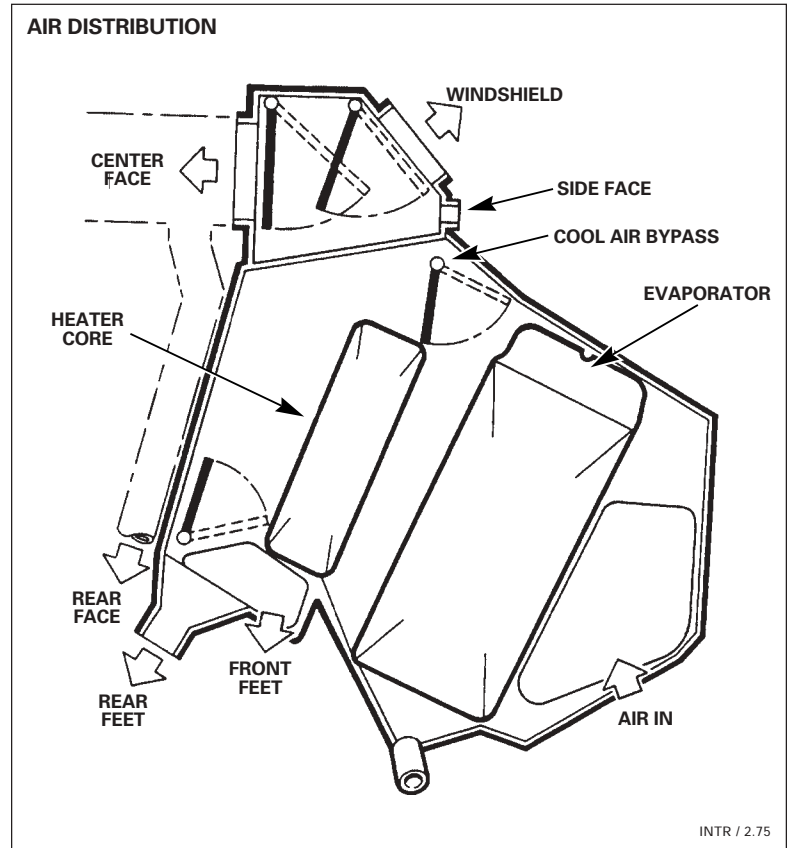 AIR DISTRIBUTION
WINDSHIELD
CENTER
FACE
SIDE FACE
COOL AIR BYPASS
EVAPORATOR
HEATER
CORE
REAR
FACE
FRONT
FEET
REAR
FEET
AIR IN
INTR / 2.75